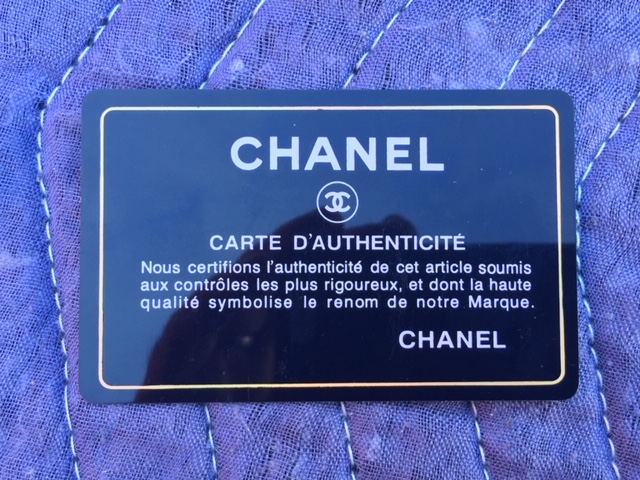 CHANEL
CARTE D'AUTHENTICITÉ
Nous certifions l'authenticité de cet article soumis
aux contrôles les plus rigoureux, et dont la haute
qualité symbolise le renom de notre Marque.
CHANEL